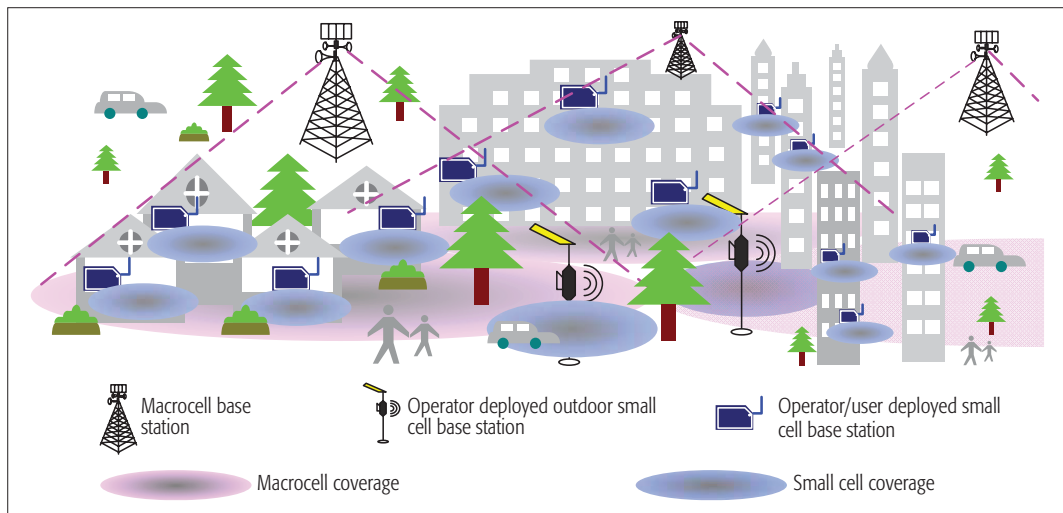 Macrocell base
station
Operator deployed outdoor small
cell base station
Operator/user deployed small
cell base station
Macrocell coverage
Small cell coverage